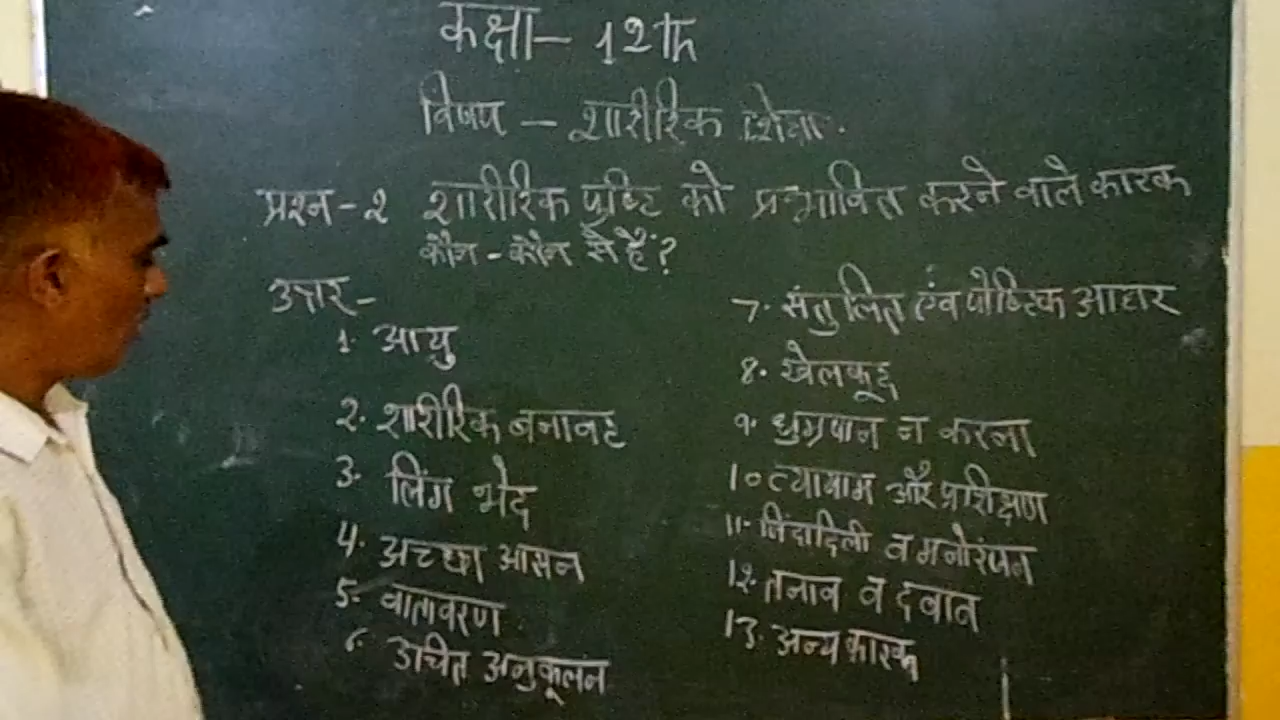 कक्षा – 12th
विषय – शारीरिक शिक्षा.
प्रश्न-2 शारीरिक पुष्टि को प्रभावित करने वाले कारक
कौन-कौन से हैं?
उत्तर-
1. आयु
2. शारीरिक बनावट
3. लिंग भेद
4. अच्छा आसन
5. वातावरण
6. उचित अनुकूलन
7. संतुलित एंव पोष्टिक आहार
8. खेलकूद
9. धुम्रपान न करना
10 व्यायाम और प्रशिक्षण
11. जिंदादिली व मनोरंजन
12. तनाव व दबाव
13. अन्य कारक